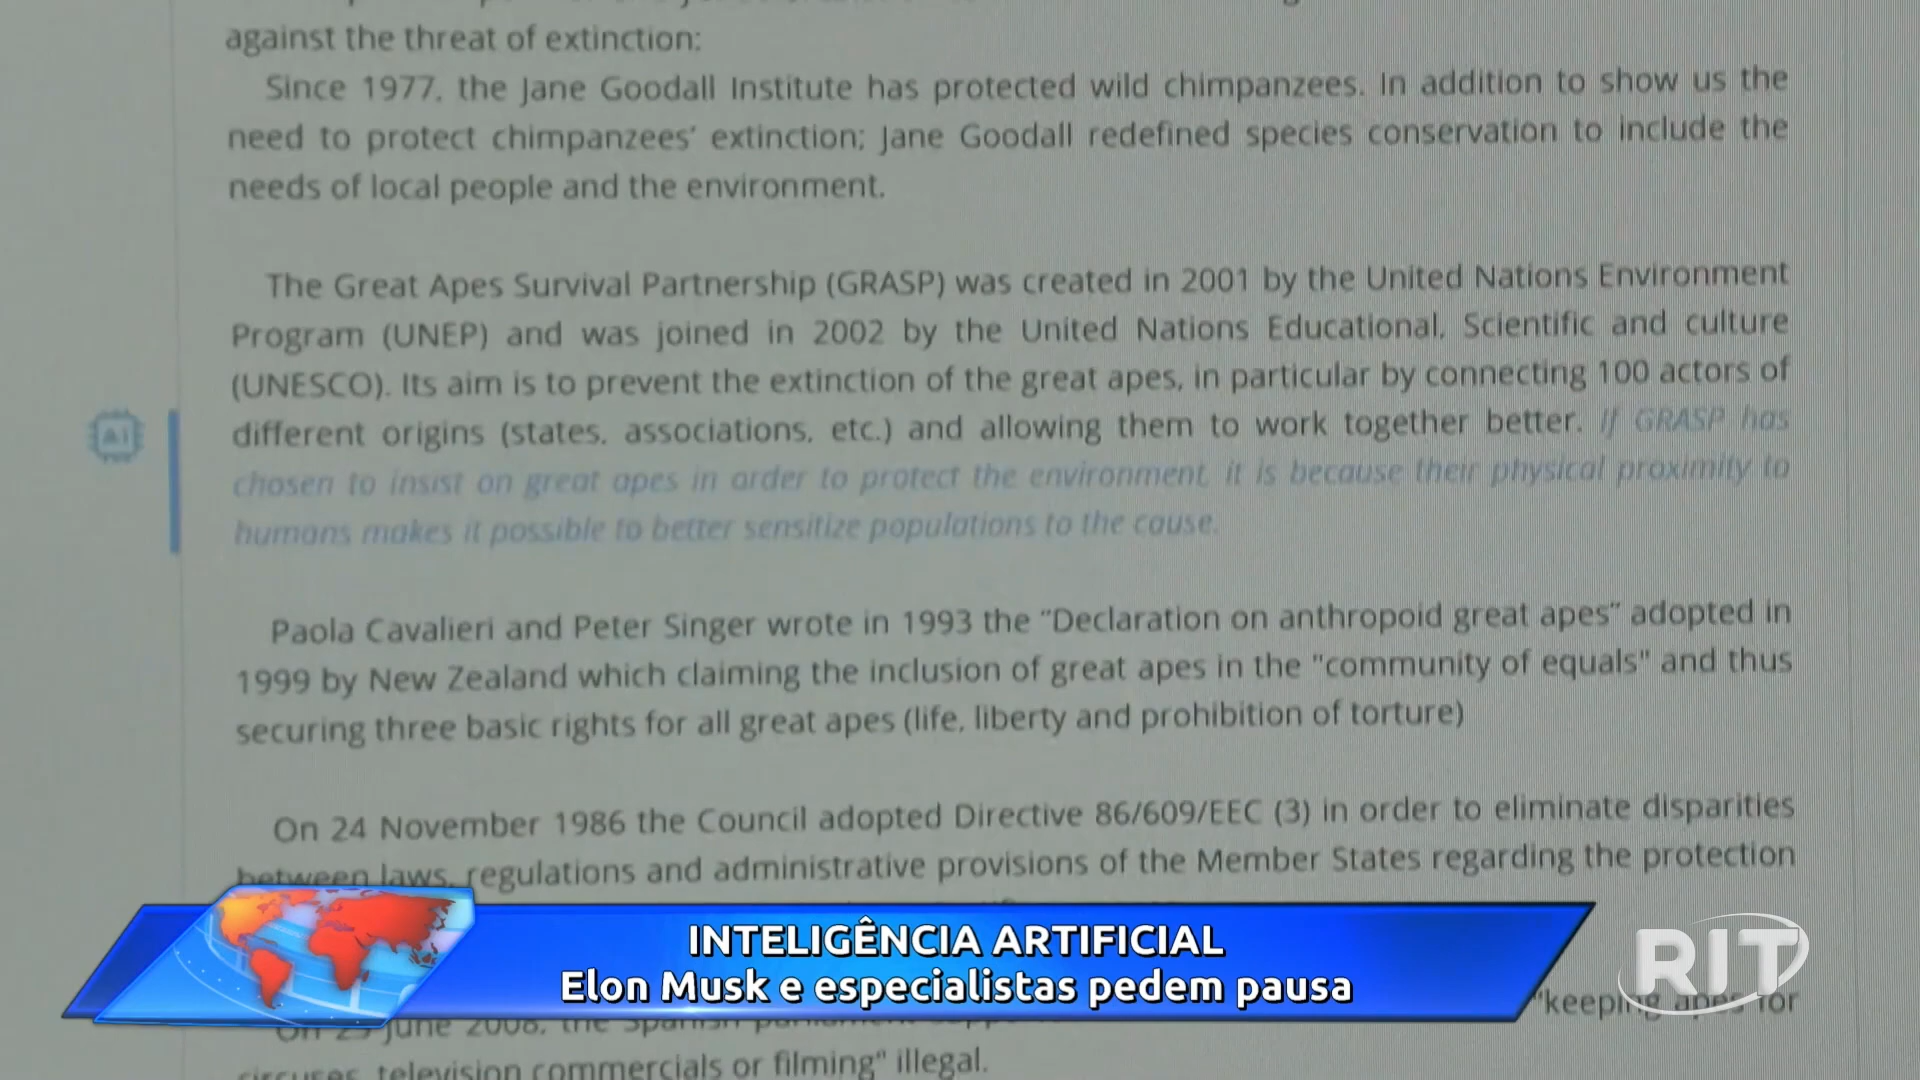 against the threat of extinction:
Since 1977, the Jane Goodall Institute has protected wild chimpanzees. In addition to show us the
need to protect chimpanzees' extinction; Jane Goodall redefined species conservation to include the
needs of local people and the environment.
The Great Apes Survival Partnership (GRASP) was created in 2001 by the United Nations Environment
Program (UNEP) and was joined in 2002 by the United Nations Educational, Scientific and culture
(UNESCO). Its aim is to prevent the extinction of the great apes, in particular by connecting 100 actors of
different origins (states, associations, etc.) and allowing them to work together better. If GRASP has
AI
chosen to insist on great apes in order to protect the environment, it is because their physical proximity to
humans makes it possible to better sensitize populations to the cause.
Paola Cavalieri and Peter Singer wrote in 1993 the "Declaration on anthropoid great apes" adopted in
1999 by New Zealand which claiming the inclusion of great apes in the "community of equals" and thus
securing three basic rights for all great apes (life, liberty and prohibition of torture)
On 24 November 1986 the Council adopted Directive 86/609/EEC (3) in order to eliminate disparities
between laws, regulations and administrative provisions of the Member States regarding the protection
INTELIGÊNCIA ARTIFICIAL
Elon Musk e especialistas pedem pausa
RIT
On 25 June 2008, the Spanish "keeping apes for
circuses, television commercials or filming" illegal.